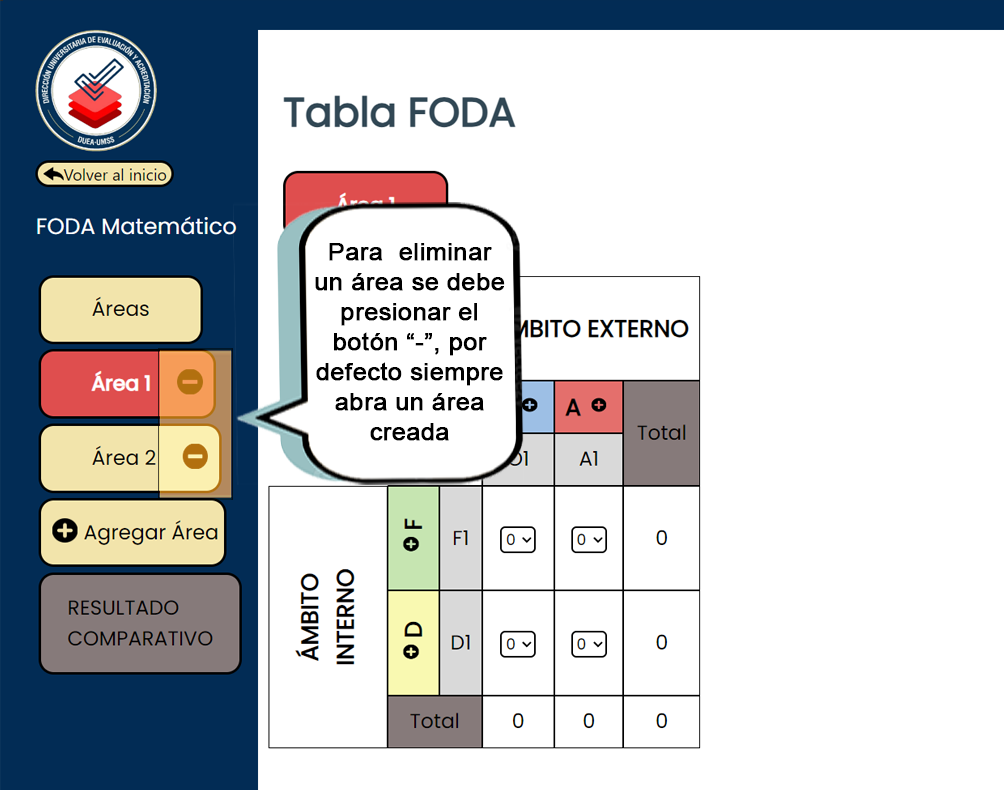 DIRECCIÓN UNIVERSITARIA DE EVALUACIÓN Y ACREDITACIÓN
DUEA-UMSS
Volver al inicio
FODA Matemático
Áreas
Área 1
Área 2
Agregar Área
RESULTADO
COMPARATIVO
Tabla FODA
Área 1
Para eliminar
un área se debe
presionar el
botón “-”, por
defecto siempre
abra un área
creada
MBITO EXTERNO
A
Total
O1
A1
ÁMBITO
INTERNO
F
F1
0
0
0
D
D1
0
0
0
Total
0
0
0